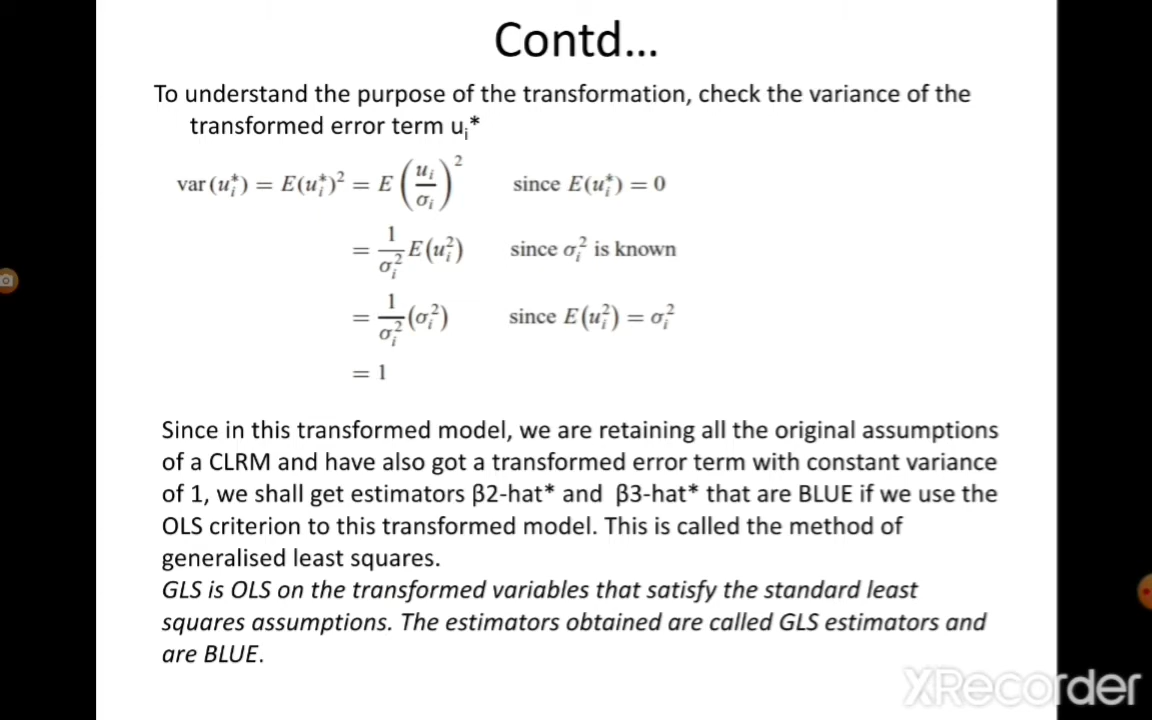 Contd...
To understand the purpose of the transformation, check the variance of the
transformed error term uᵢ*
var(uᵢ*) = E(uᵢ*)² = E(uᵢ/σᵢ)² since E(uᵢ*) = 0
= 1/σᵢ² E(uᵢ²) since σᵢ² is known
= 1/σᵢ² (σᵢ²) since E(uᵢ²) = σᵢ²
= 1
Since in this transformed model, we are retaining all the original assumptions
of a CLRM and have also got a transformed error term with constant variance
of 1, we shall get estimators β2-hat* and β3-hat* that are BLUE if we use the
OLS criterion to this transformed model. This is called the method of
generalised least squares.
GLS is OLS on the transformed variables that satisfy the standard least
squares assumptions. The estimators obtained are called GLS estimators and
are BLUE.
XRecorder